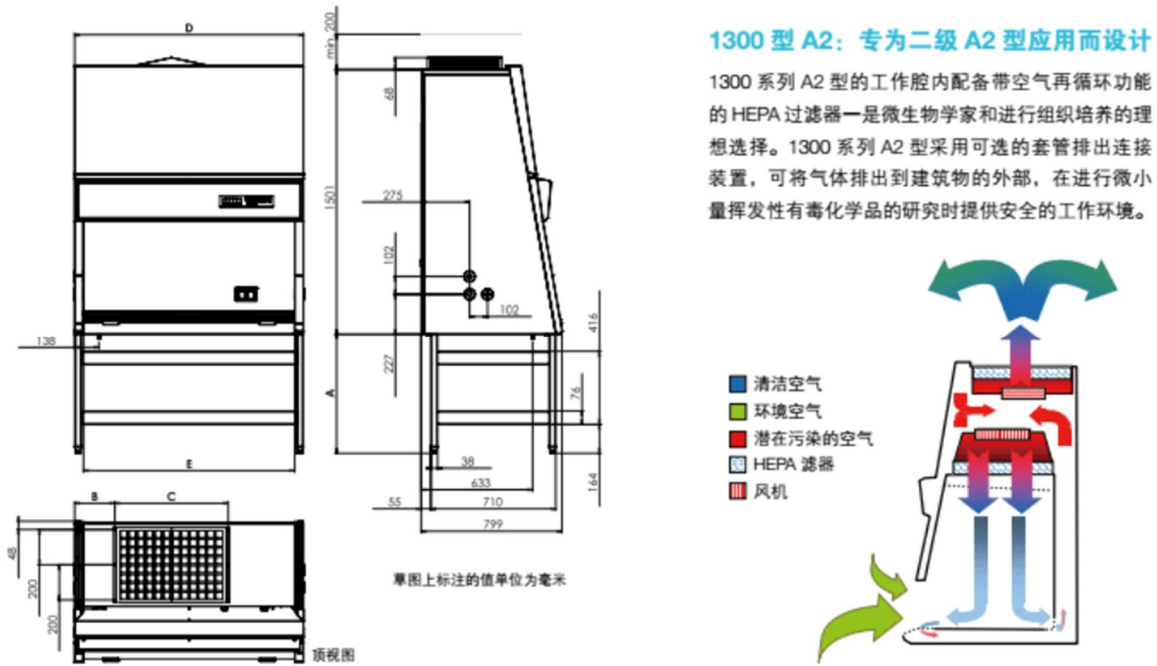 D
min. 200
68
1501
275
102
102
227
416
138
A
76
E
38
633
164
55
710
799
B
C
48
200
200
草图上标注的值单位为毫米
顶视图
1300 型 A2：专为二级 A2 型应用而设计
1300 系列 A2 型的工作腔内配备带空气再循环功能
的 HEPA 过滤器一是微生物学家和进行组织培养的理
想选择。1300 系列 A2 型采用可选的套管排出连接
装置，可将气体排出到建筑物的外部，在进行微小
量挥发性有毒化学品的研究时提供安全的工作环境。
清洁空气
环境空气
潜在污染的空气
HEPA 滤器
风机